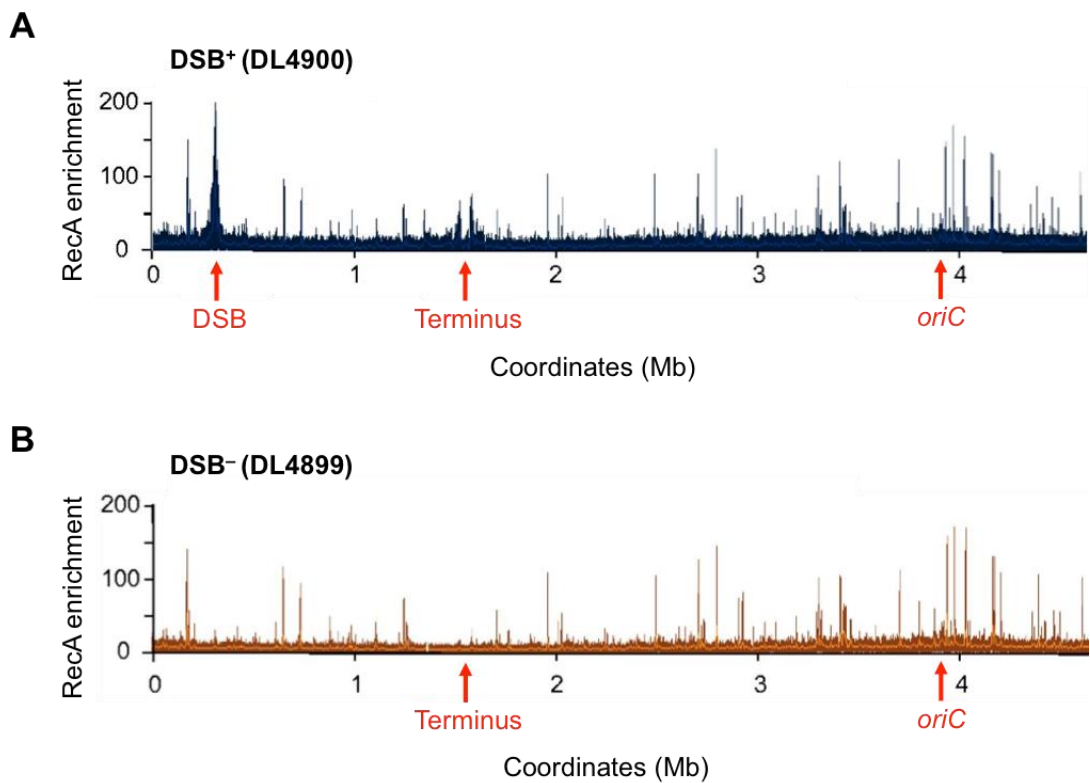 A
DSB⁺ (DL4900)
RecA enrichment
200
100
0
0 1 2 3 4
DSB Terminus oriC
Coordinates (Mb)
B
DSB⁻ (DL4899)
RecA enrichment
200
100
0
0 1 2 3 4
Terminus oriC
Coordinates (Mb)